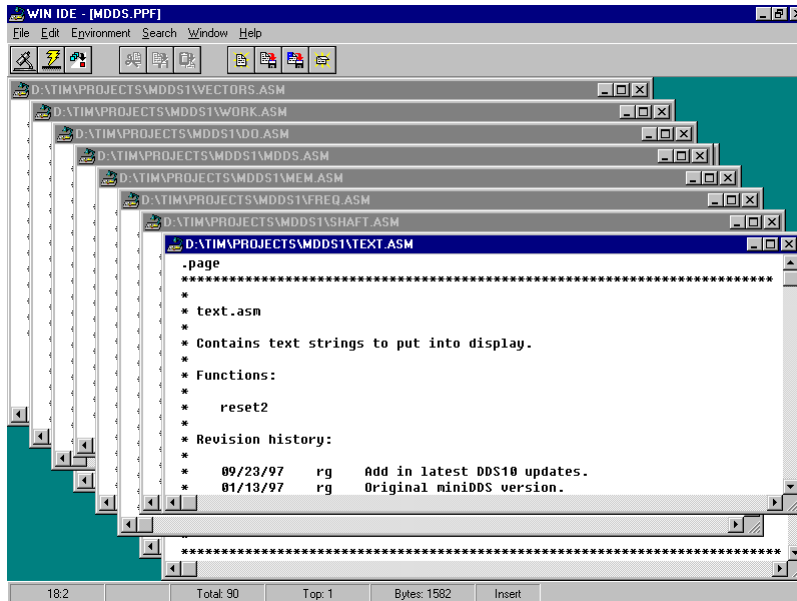 WIN IDE - [MDDS.PPF]
File Edit Environment Search Window Help
D:\TIM\PROJECTS\MDDS1\VECTORS.ASM
D:\TIM\PROJECTS\MDDS1\WORK.ASM
D:\TIM\PROJECTS\MDDS1\DO.ASM
D:\TIM\PROJECTS\MDDS1\MDDS.ASM
D:\TIM\PROJECTS\MDDS1\MEM.ASM
D:\TIM\PROJECTS\MDDS1\FREQ.ASM
D:\TIM\PROJECTS\MDDS1\SHAFT.ASM
D:\TIM\PROJECTS\MDDS1\TEXT.ASM
.page
**************************************************************************
*
* text.asm
*
* Contains text strings to put into display.
*
* Functions:
*
*    reset2
*
* Revision history:
*
*    09/23/97    rg    Add in latest DDS10 updates.
*    01/13/97    rg    Original miniDDS version.
***************************************************************************
18:2 Total: 90 Top: 1 Bytes: 1582 Insert